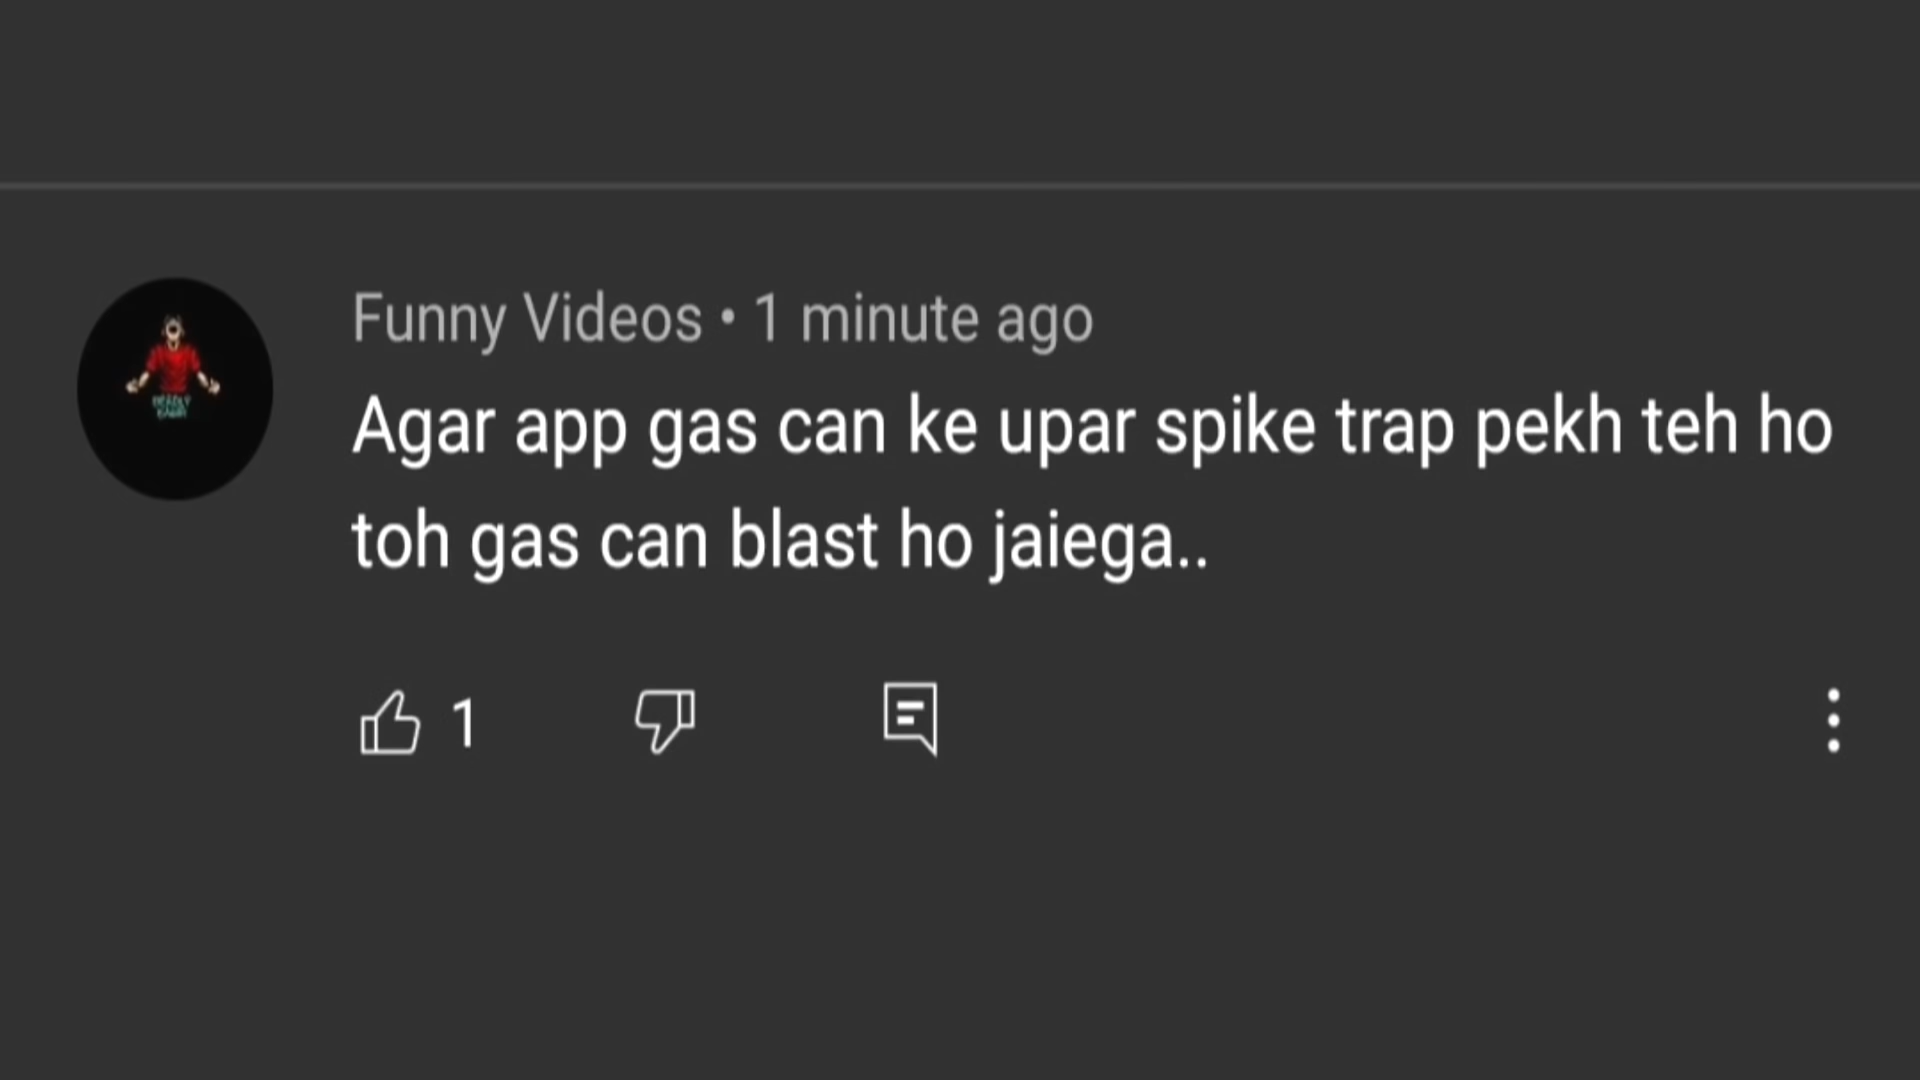 Funny Videos • 1 minute ago
Agar app gas can ke upar spike trap pekh teh ho
toh gas can blast ho jaiega..
1
DEADLY